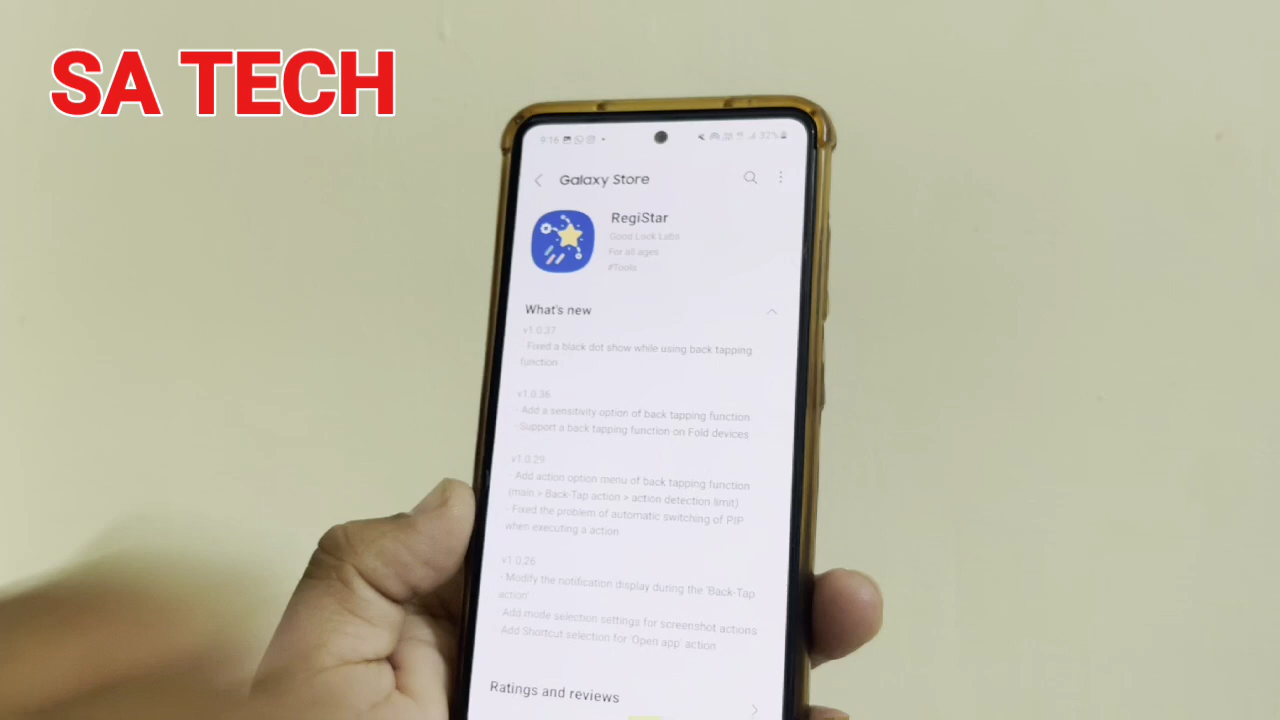 SA TECH
9:16
32%
Galaxy Store
RegiStar
Good Lock Labs
For all ages
#Tools
What's new
v1.0.37
- Fixed a black dot show while using back tapping
function
v1.0.36
- Add a sensitivity option of back tapping function
- Support a back tapping function on Fold devices
v1.0.29
- Add action option menu of back tapping function
(main > Back-Tap action > action detection limit)
- Fixed the problem of automatic switching of PIP
when executing a action
v1.0.26
- Modify the notification display during the 'Back-Tap
action'
- Add mode selection settings for screenshot actions
- Add Shortcut selection for 'Open app' action
Ratings and reviews